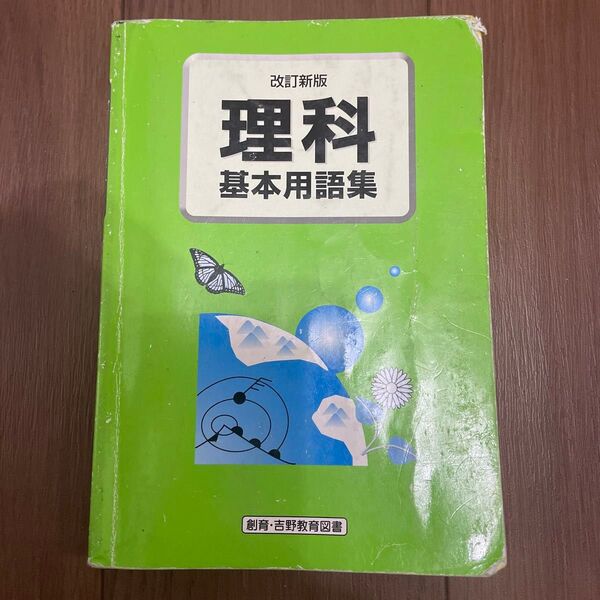 改訂新版
理科
基本用語集
創育・吉野教育図書